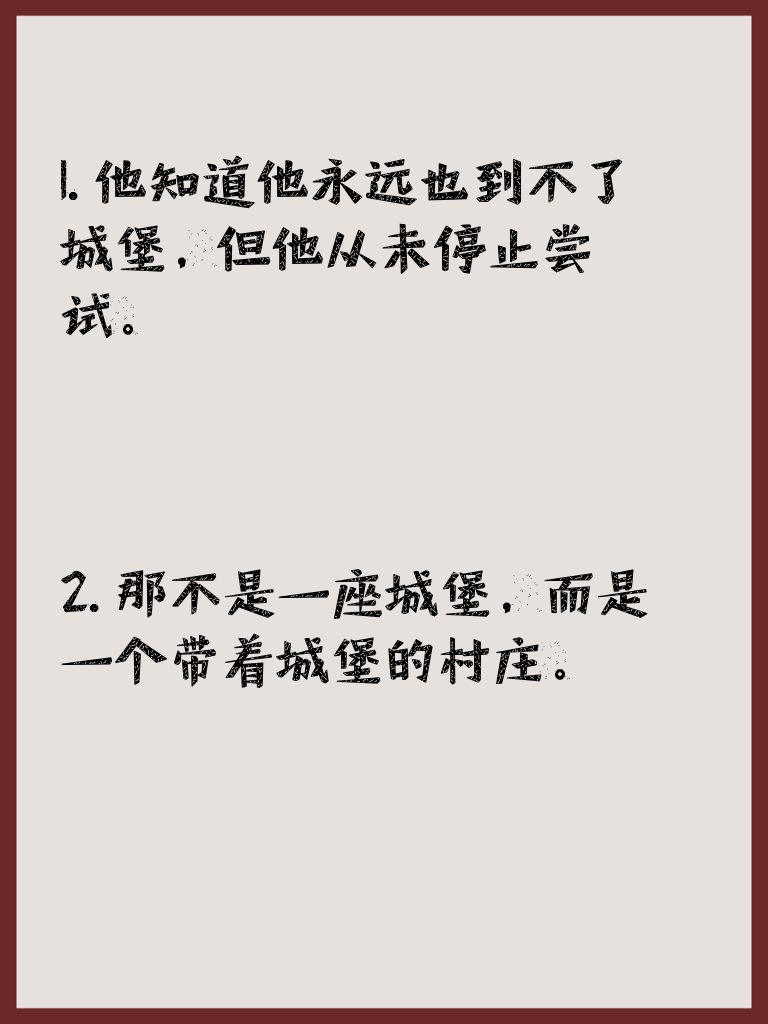 1. 他知道他永远也到不了
城堡，但他从未停止尝
试。
2. 那不是一座城堡，而是
一个带着城堡的村庄。